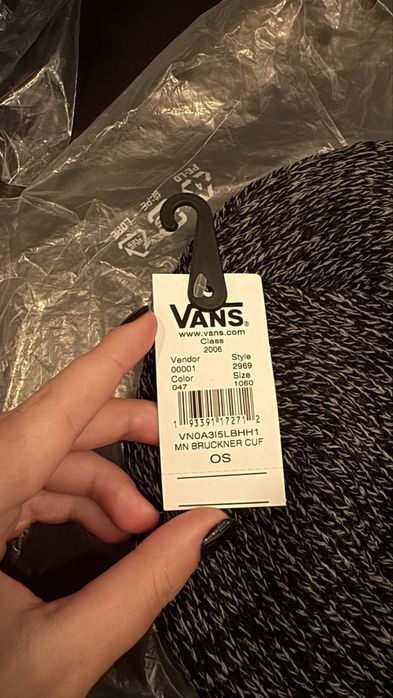 VANS®
www.vans.com
Class
2006
Vendor Style
00001 2969
Color Size
047 1060
1 93391 17271 2
VN0A3I5LBHH1
MN BRUCKNER CUF
OS